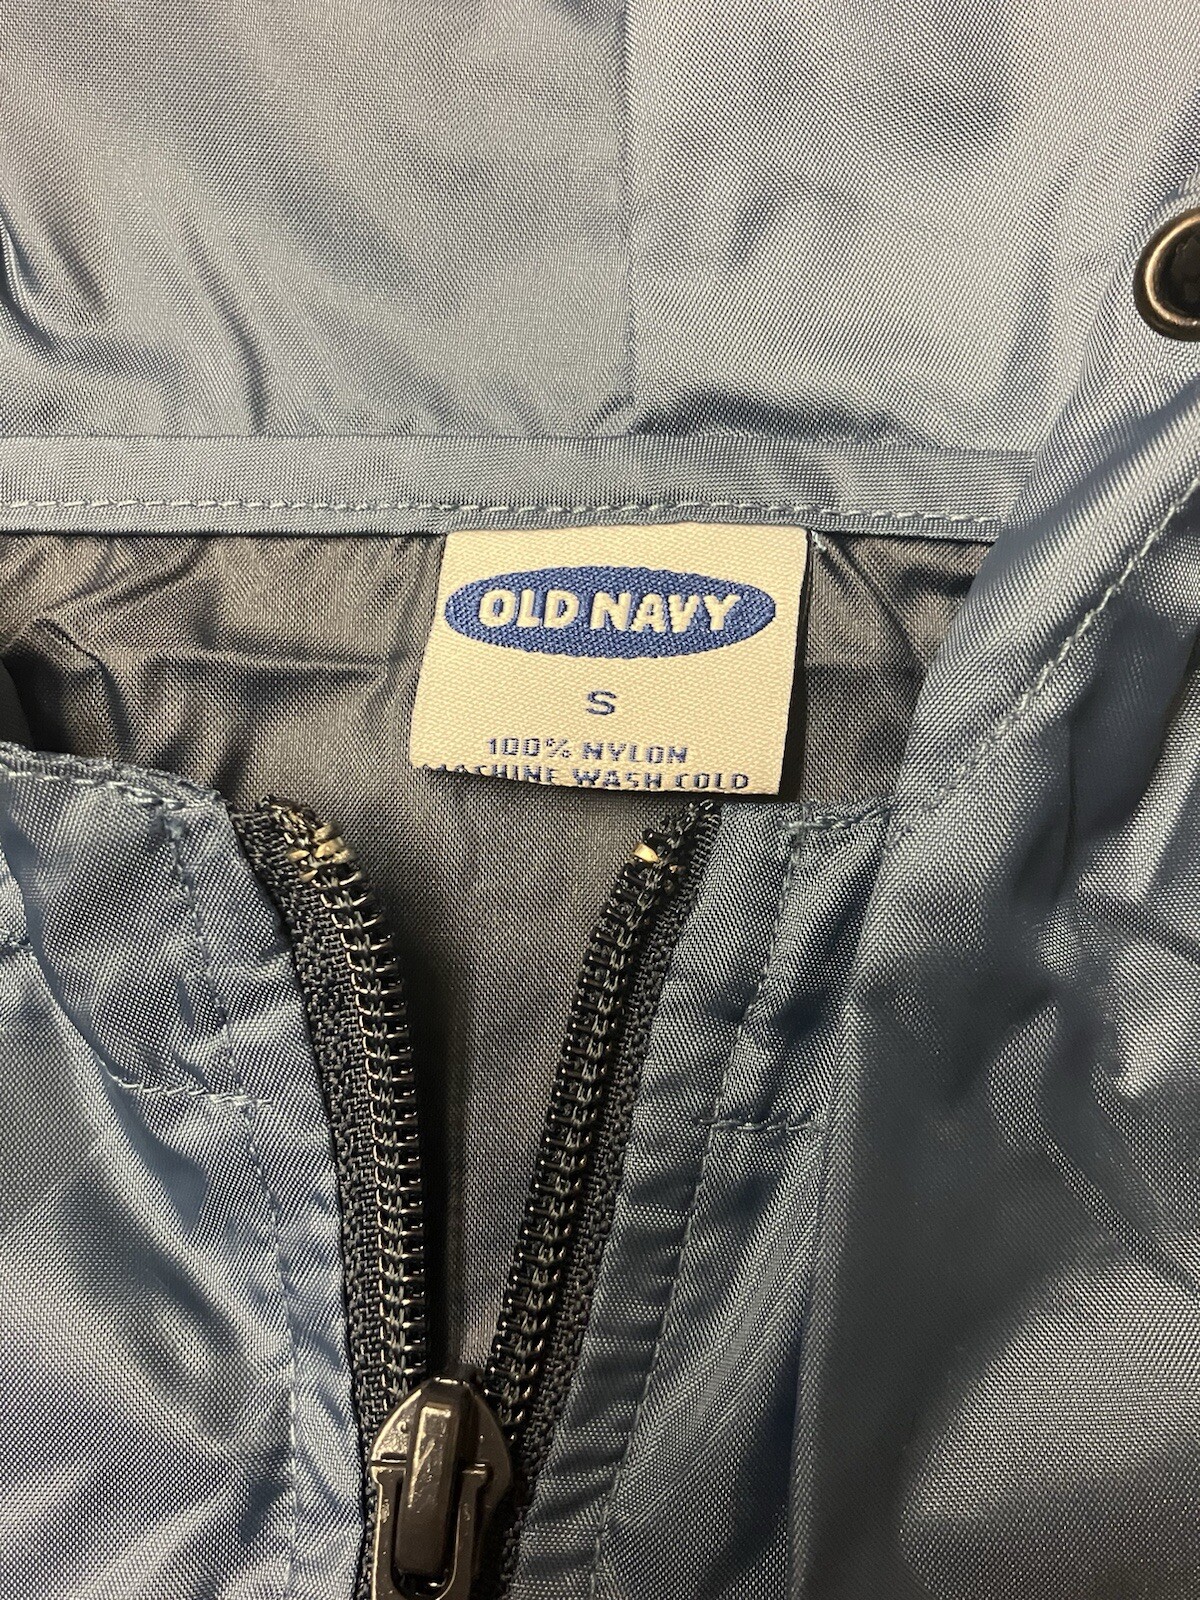 OLD NAVY
S
100% NYLON
MACHINE WASH COLD